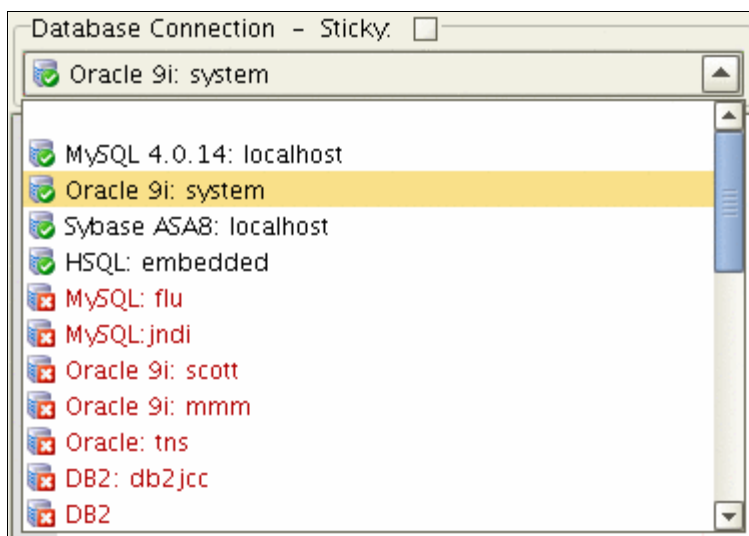 Database Connection – Sticky:
Oracle 9i: system
MySQL 4.0.14: localhost
Oracle 9i: system
Sybase ASA8: localhost
HSQL: embedded
MySQL: flu
MySQL:jndi
Oracle 9i: scott
Oracle 9i: mmm
Oracle: tns
DB2: db2jcc
DB2